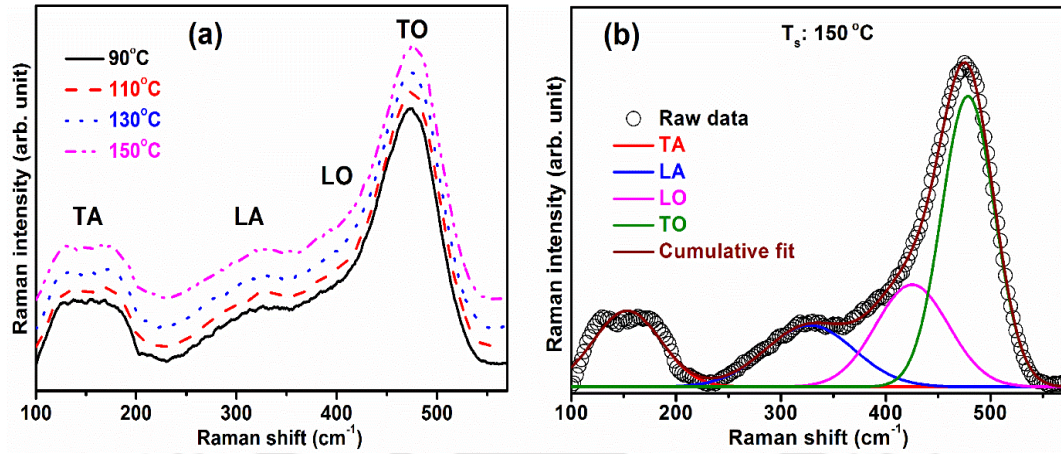 (a)
TO
90°C
110°C
130°C
150°C
LO
TA
LA
Raman intensity (arb. unit)
100 200 300 400 500
Raman shift (cm-1)
(b)
Ts: 150 °C
Raw data
TA
LA
LO
TO
Cumulative fit
Raman intensity (arb. unit)
100 200 300 400 500
Raman shift (cm-1)